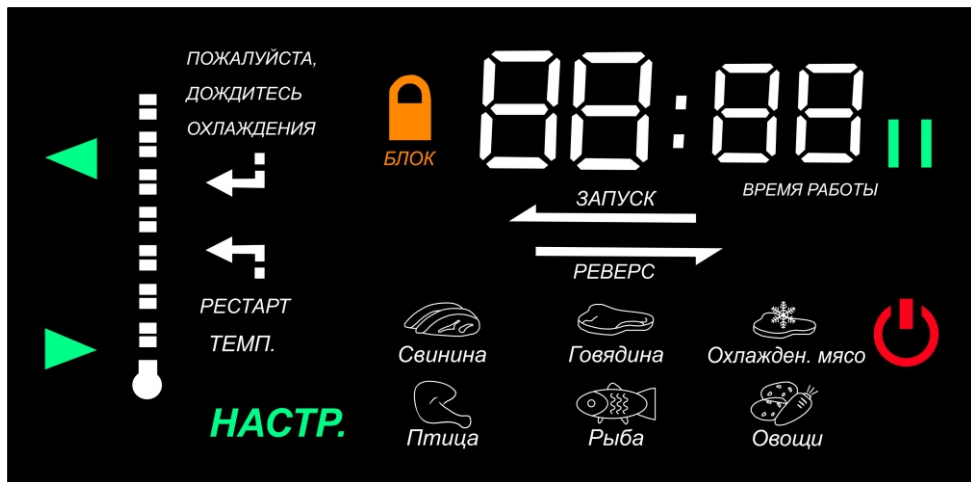 ПОЖАЛУЙСТА,
ДОЖДИТЕСЬ
ОХЛАЖДЕНИЯ
БЛОК
88:88
ВРЕМЯ РАБОТЫ
ЗАПУСК
РЕВЕРС
РЕСТАРТ
ТЕМП.
НАСТР.
Свинина
Говядина
Охлажден. мясо
Птица
Рыба
Овощи